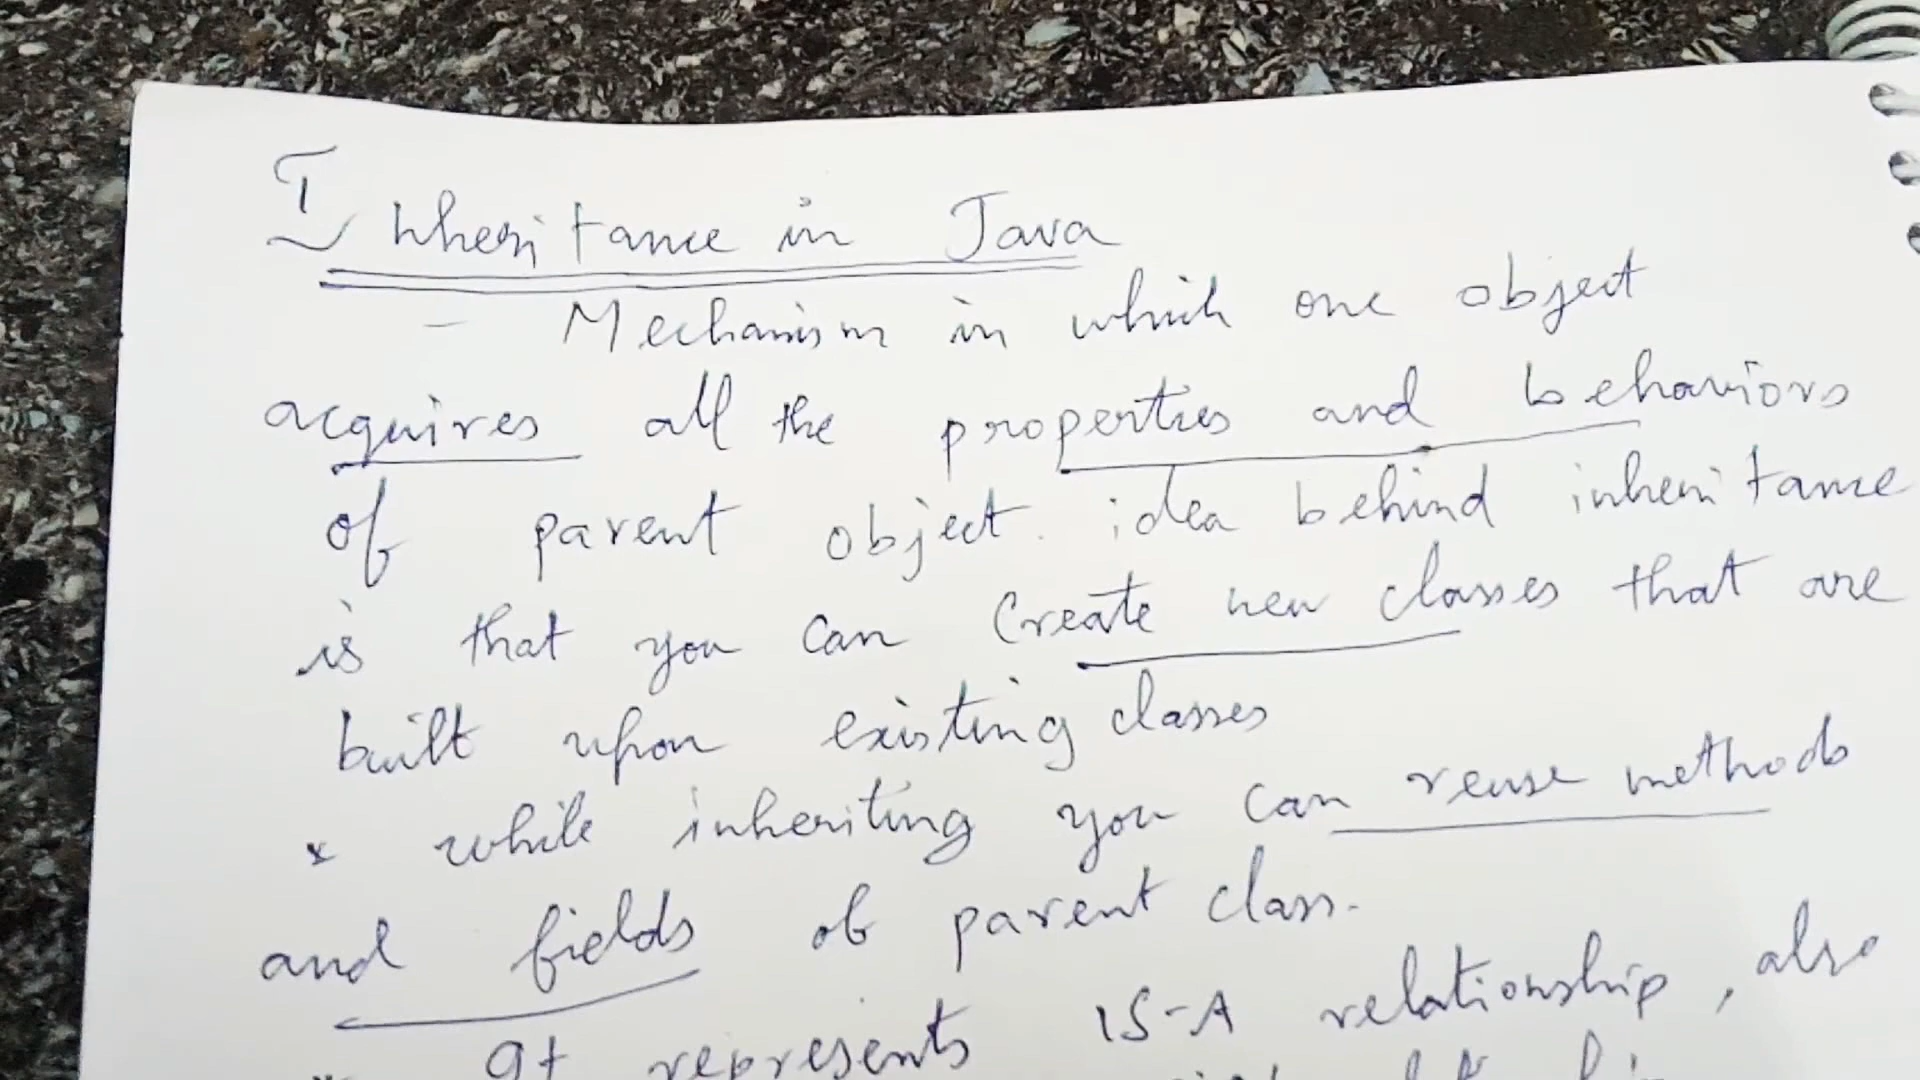 Inheritance in Java
- Mechanism in which one object
acquires all the properties and behaviors
of parent object. idea behind inheritance
is that you can Create new classes that are
built upon existing classes
* while inheriting you can reuse methods
and fields of parent class.
* It represents IS-A relationship, also